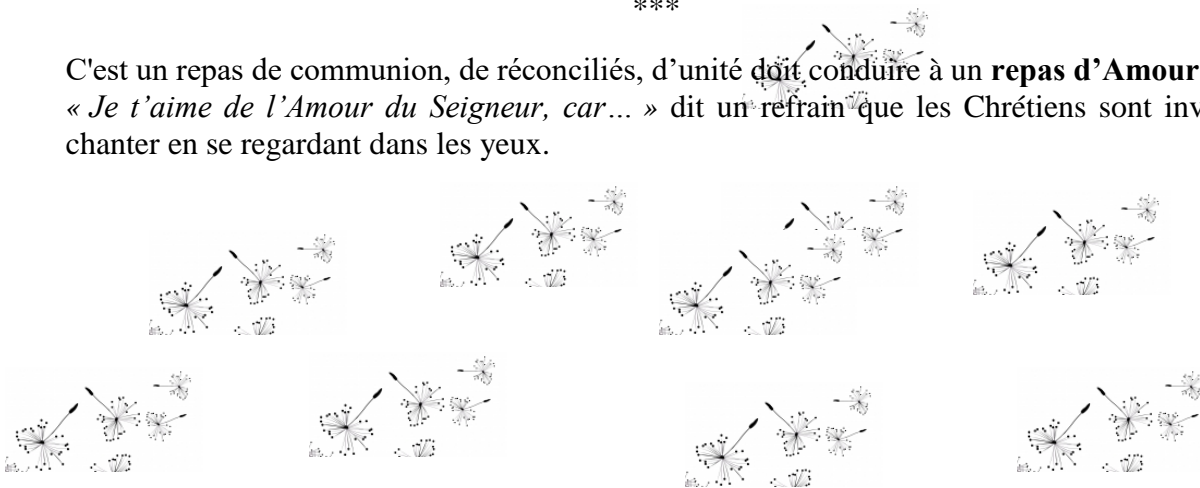 ***
C'est un repas de communion, de réconciliés, d’unité doit conduire à un repas d’Amour
« Je t’aime de l’Amour du Seigneur, car… » dit un refrain que les Chrétiens sont inv
chanter en se regardant dans les yeux.